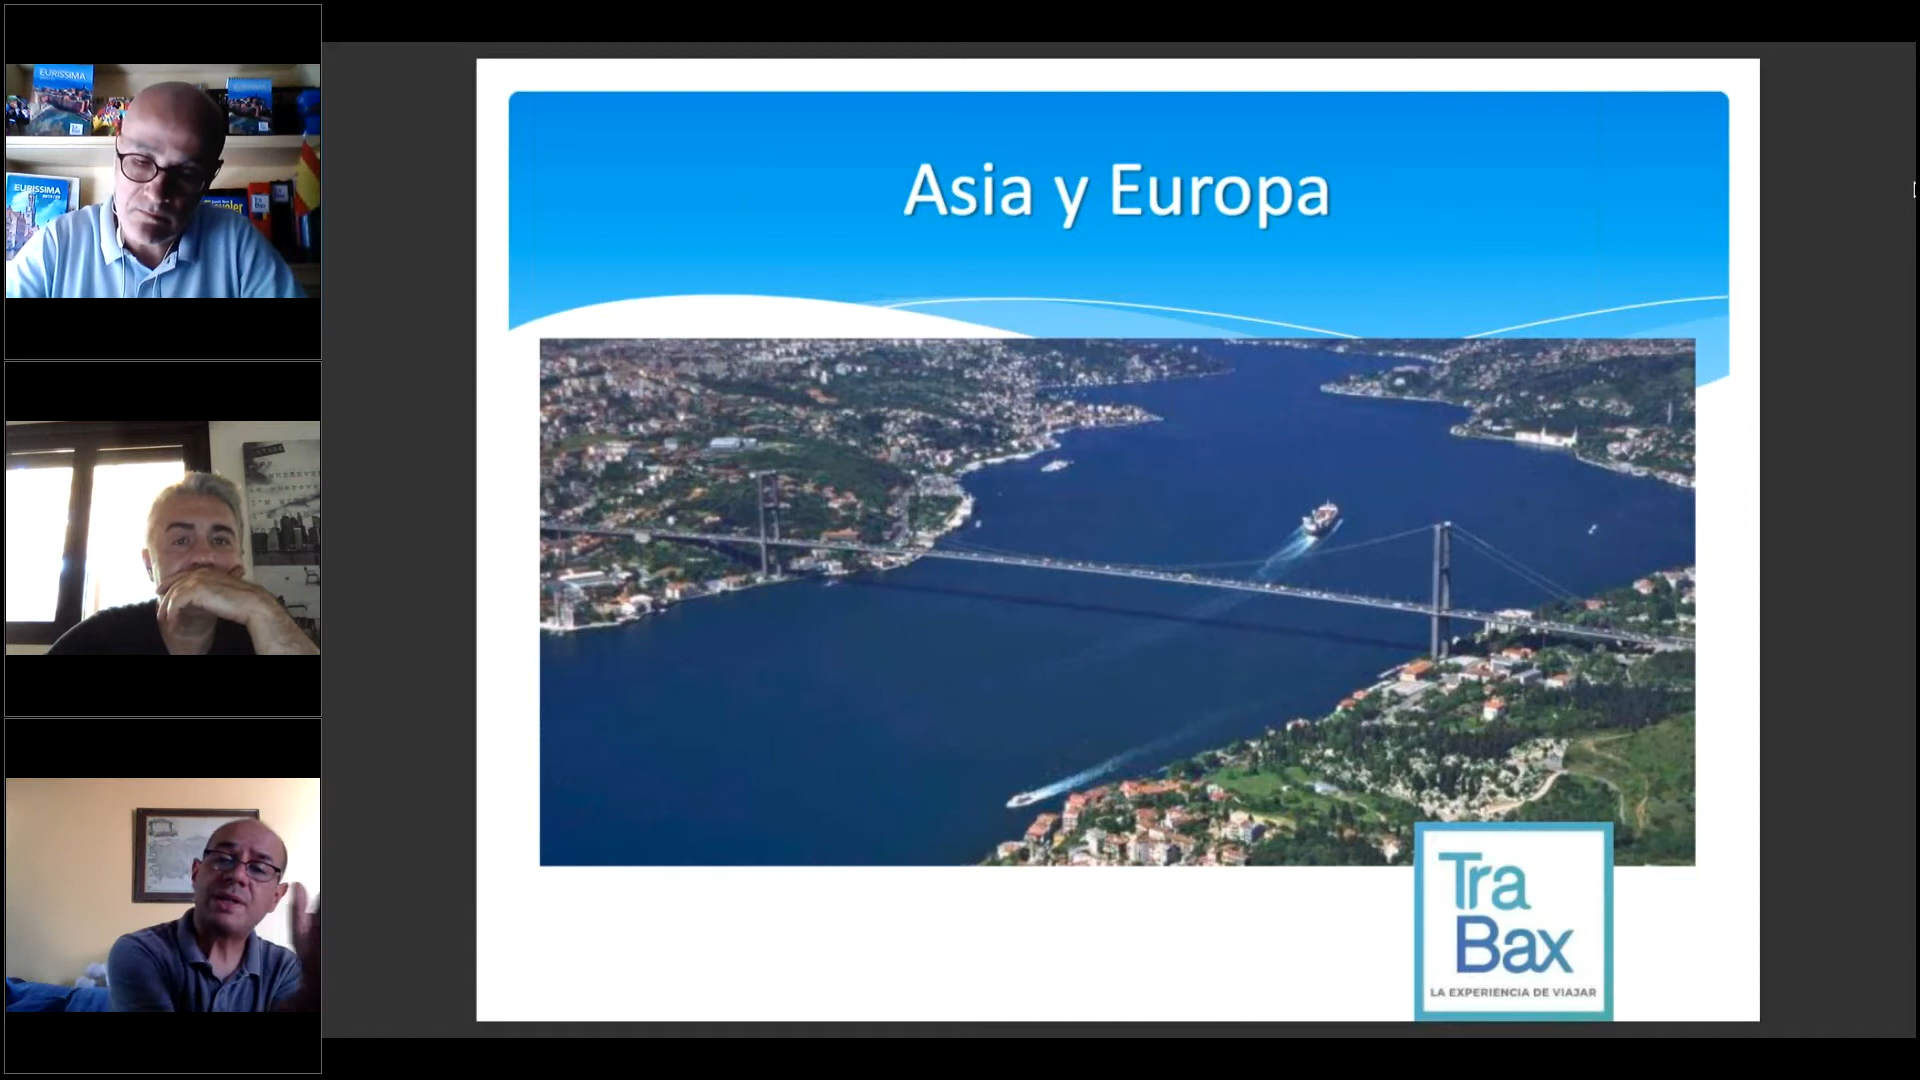 EURISSIMA
EURISSIMA
Asia y Europa
Tra
Bax
LA EXPERIENCIA DE VIAJAR